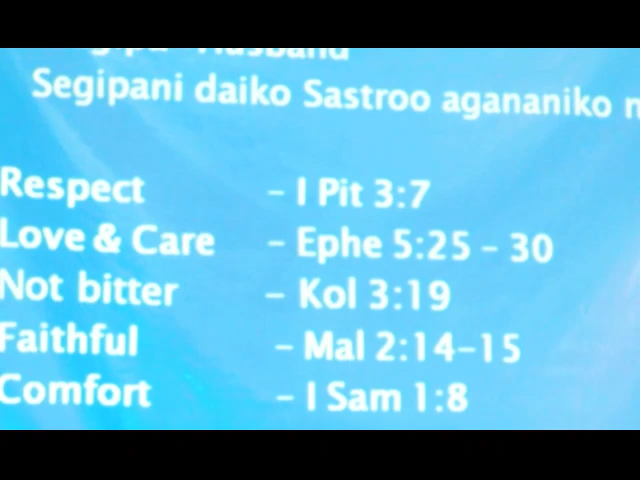 Husband
Segipani daiko Sastroo agananiko
Respect – I Pit 3:7
Love & Care – Ephe 5:25 – 30
Not bitter – Kol 3:19
Faithful – Mal 2:14–15
Comfort – I Sam 1:8